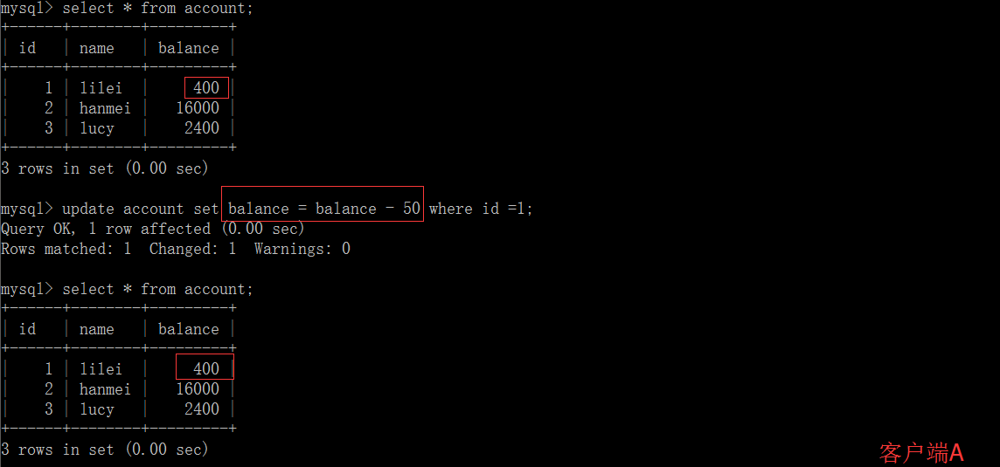 mysql> select * from account;
+------+--------+---------+
| id   | name   | balance |
+------+--------+---------+
|    1 | lilei  |     400 |
|    2 | hanmei |   16000 |
|    3 | lucy   |    2400 |
+------+--------+---------+
3 rows in set (0.00 sec)
mysql> update account set balance = balance - 50 where id =1;
Query OK, 1 row affected (0.00 sec)
Rows matched: 1  Changed: 1  Warnings: 0
mysql> select * from account;
+------+--------+---------+
| id   | name   | balance |
+------+--------+---------+
|    1 | lilei  |     400 |
|    2 | hanmei |   16000 |
|    3 | lucy   |    2400 |
+------+--------+---------+
3 rows in set (0.00 sec)
客户端A